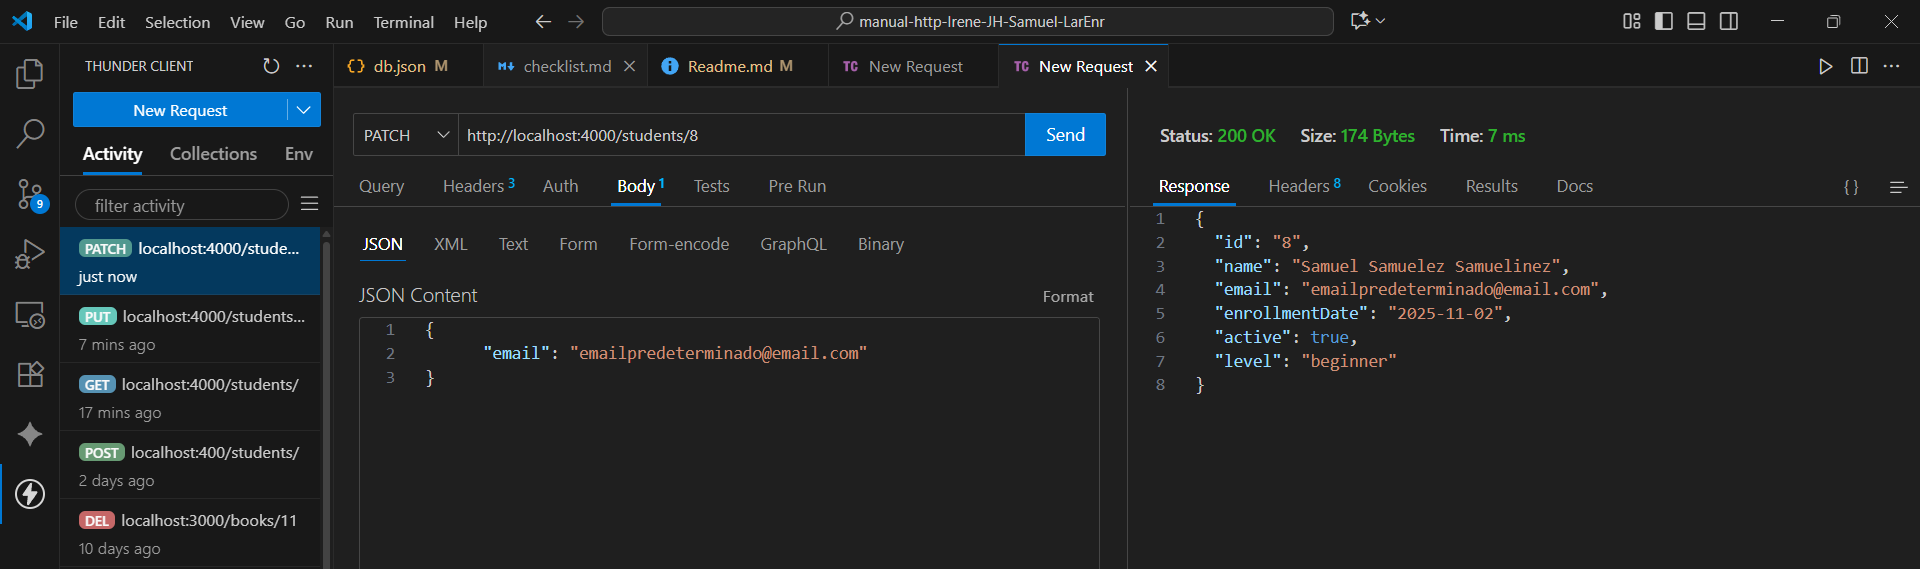 File Edit Selection View Go Run Terminal Help
manual-http-Irene-JH-Samuel-LarEnr
THUNDER CLIENT
db.json M
checklist.md
Readme.md M
TC New Request
TC New Request
New Request
PATCH
http://localhost:4000/students/8
Send
Status: 200 OK Size: 174 Bytes Time: 7 ms
Activity Collections Env
Query Headers 3 Auth Body 1 Tests Pre Run
Response Headers 8 Cookies Results Docs
{}
9
filter activity
PATCH localhost:4000/stude...
just now
PUT localhost:4000/students...
7 mins ago
GET localhost:4000/students/
17 mins ago
POST localhost:400/students/
2 days ago
DEL localhost:3000/books/11
10 days ago
JSON XML Text Form Form-encode GraphQL Binary
JSON Content
Format
1 {
2 "email": "emailpredeterminado@email.com"
3 }
1 {
2 "id": "8",
3 "name": "Samuel Samuelez Samuelinez",
4 "email": "emailpredeterminado@email.com",
5 "enrollmentDate": "2025-11-02",
6 "active": true,
7 "level": "beginner"
8 }